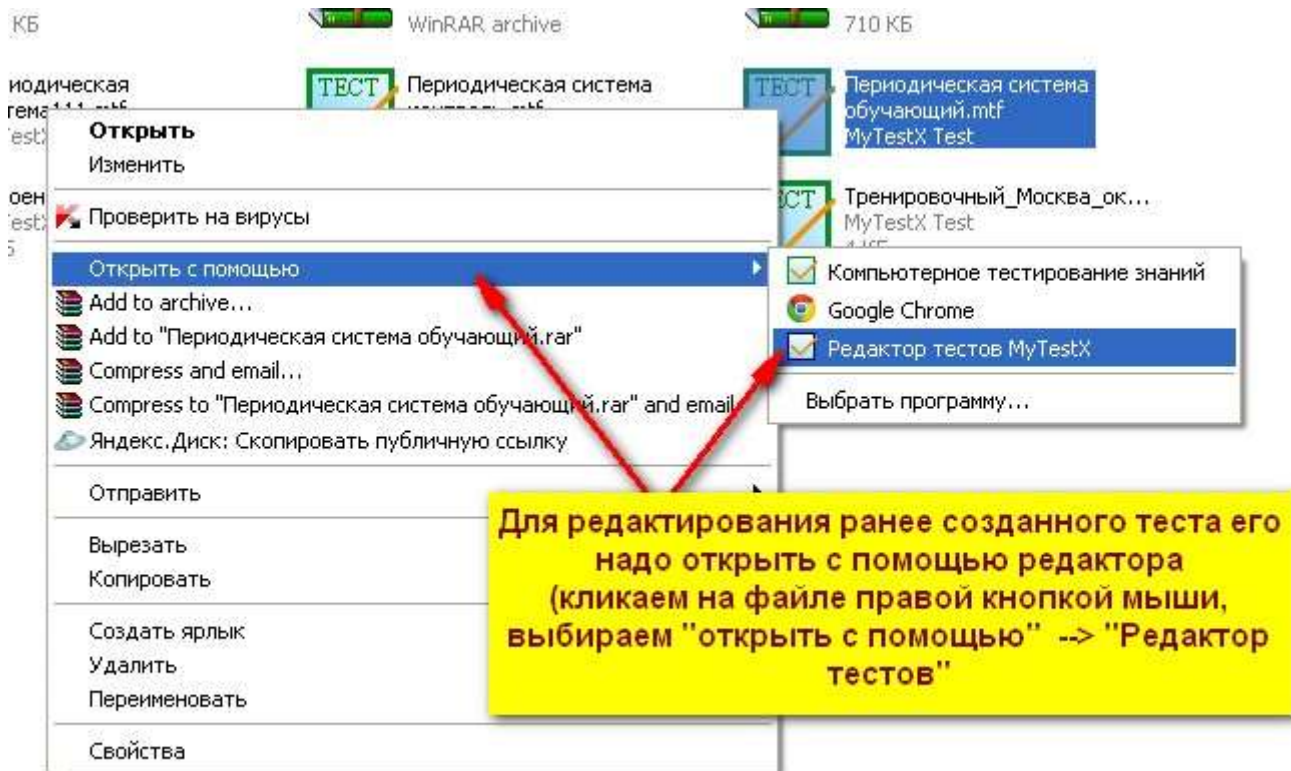 КБ
WinRAR archive
710 КБ
иодическая
ТЕСТ
Периодическая система
ТЕСТ
Периодическая система
обучающий.mtf
MyTestX Test
Тренировочный_Москва_ок...
MyTestX Test
Открыть
Изменить
Проверить на вирусы
Открыть с помощью
Add to archive...
Add to "Периодическая система обучающий.rar"
Compress and email...
Compress to "Периодическая система обучающий.rar" and email
Яндекс.Диск: Скопировать публичную ссылку
Отправить
Вырезать
Копировать
Создать ярлык
Удалить
Переименовать
Свойства
Компьютерное тестирование знаний
Google Chrome
Редактор тестов MyTestX
Выбрать программу...
Для редактирования ранее созданного теста его
надо открыть с помощью редактора
(кликаем на файле правой кнопкой мыши,
выбираем "открыть с помощью" --> "Редактор
тестов"